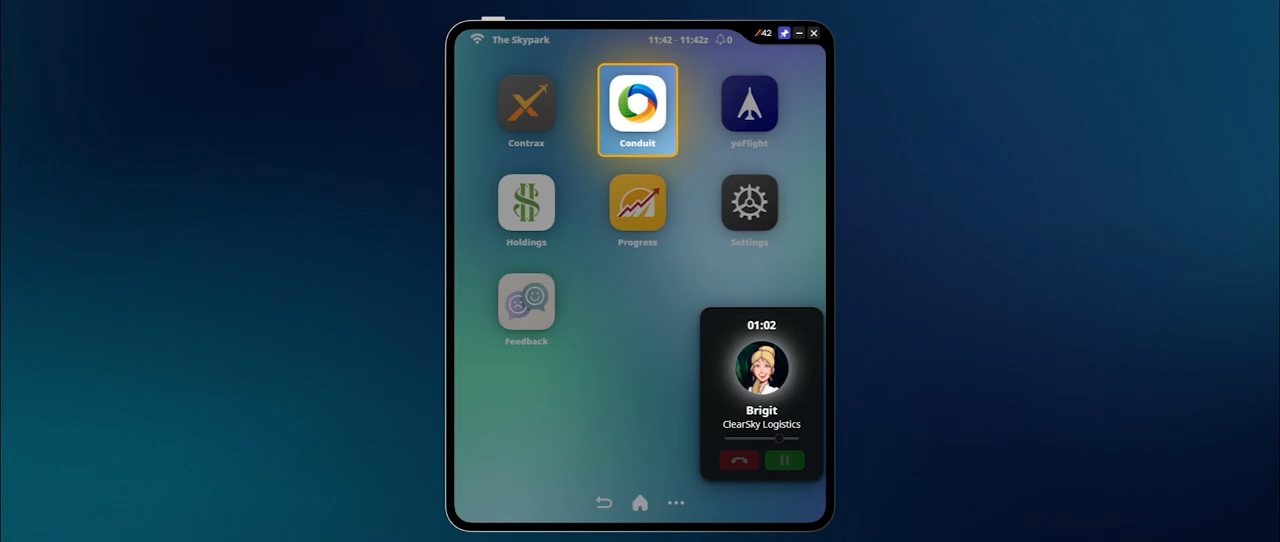 The Skypark
11:42 - 11:42z
0
//42
Contrax
Conduit
yoFlight
Holdings
Progress
Settings
Feedback
01:02
Brigit
ClearSky Logistics